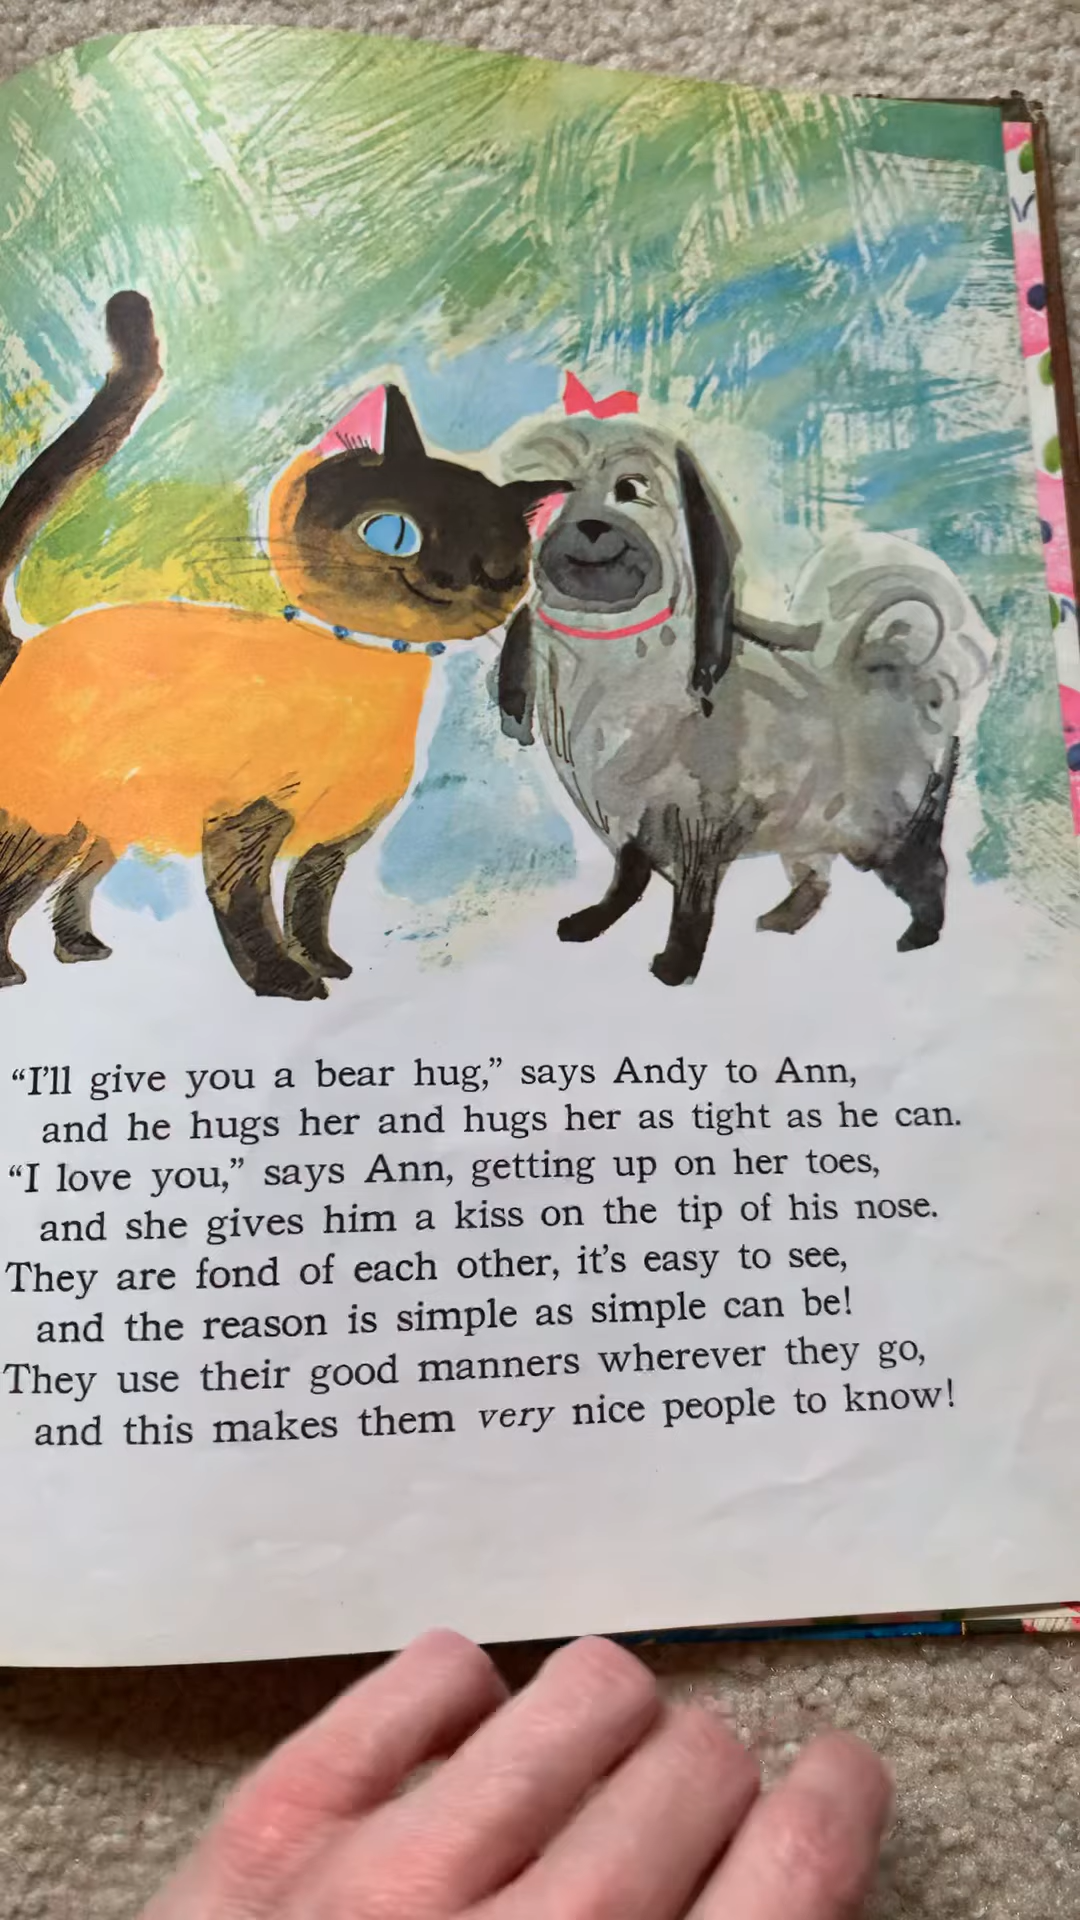 “I’ll give you a bear hug,” says Andy to Ann,
and he hugs her and hugs her as tight as he can.
“I love you,” says Ann, getting up on her toes,
and she gives him a kiss on the tip of his nose.
They are fond of each other, it’s easy to see,
and the reason is simple as simple can be!
They use their good manners wherever they go,
and this makes them very nice people to know!